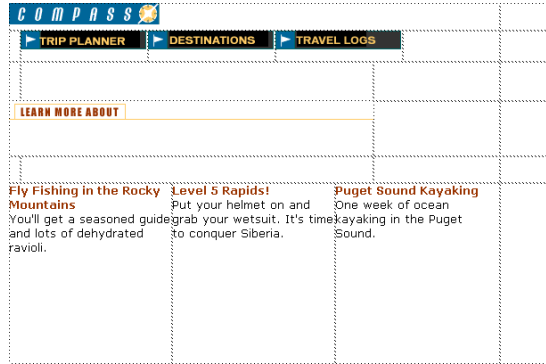 COMPASS
TRIP PLANNER DESTINATIONS TRAVEL LOGS
LEARN MORE ABOUT
Fly Fishing in the Rocky
Mountains
You'll get a seasoned guide
and lots of dehydrated
ravioli.
Level 5 Rapids!
Put your helmet on and
grab your wetsuit. It's time
to conquer Siberia.
Puget Sound Kayaking
One week of ocean
kayaking in the Puget
Sound.